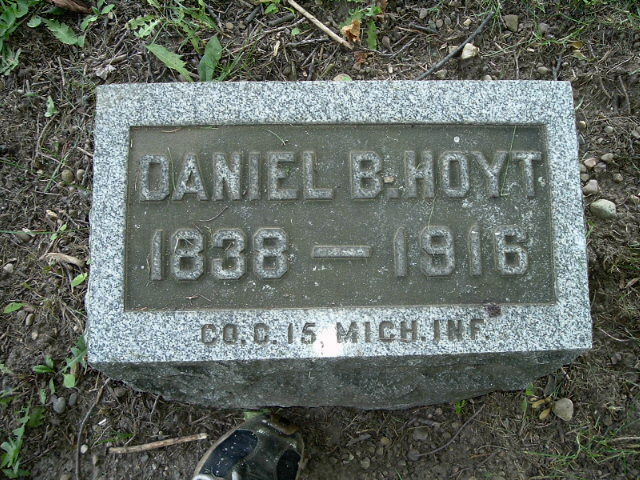 DANIEL B. HOYT
1838 — 1916
CO. C. 15, MICH. INF.